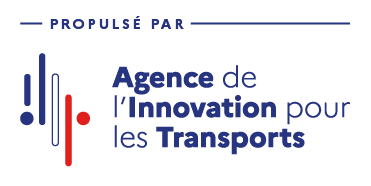 PROPULSÉ PAR
Agence de
l'Innovation pour
les Transports